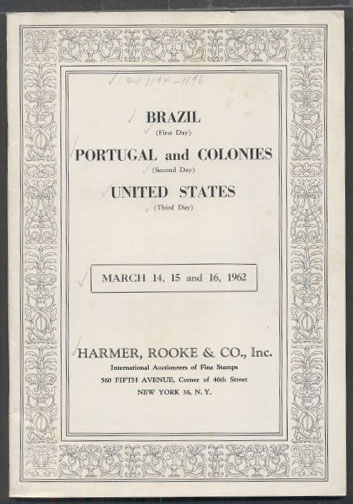 BRAZIL
(First Day)
PORTUGAL and COLONIES
(Second Day)
UNITED STATES
(Third Day)
MARCH 14, 15 and 16, 1962
HARMER, ROOKE & CO., Inc.
International Auctioneers of Fine Stamps
560 FIFTH AVENUE, Corner of 46th Street
NEW YORK 36, N. Y.